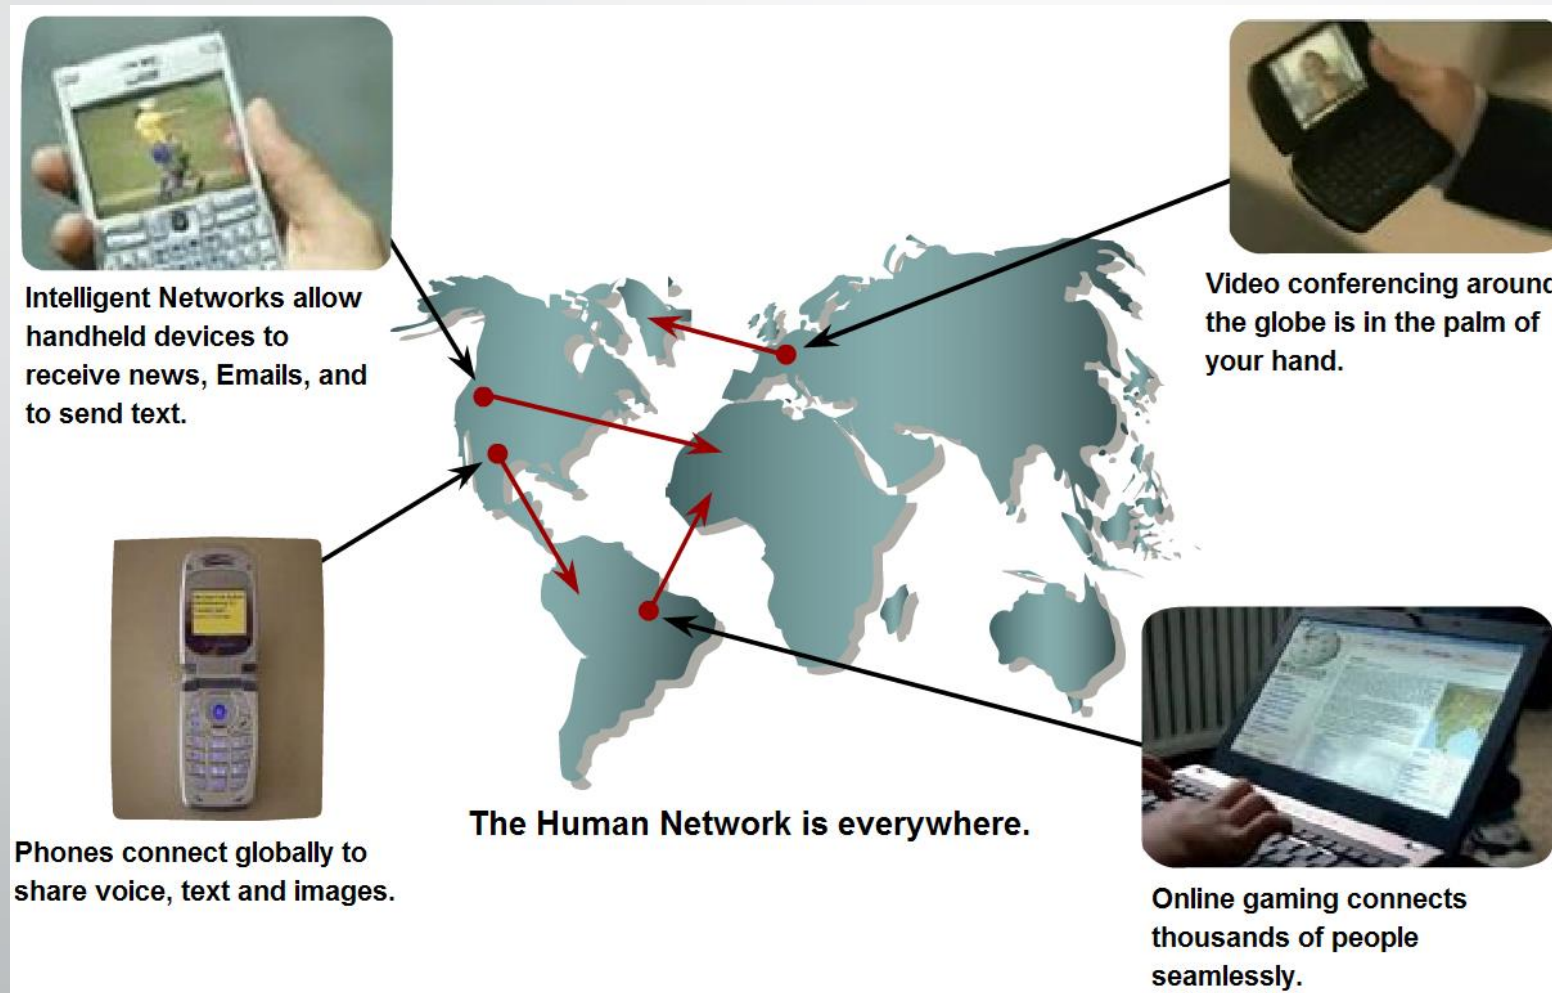 Intelligent Networks allow
handheld devices to
receive news, Emails, and
to send text.
Video conferencing around
the globe is in the palm of
your hand.
Phones connect globally to
share voice, text and images.
The Human Network is everywhere.
Online gaming connects
thousands of people
seamlessly.